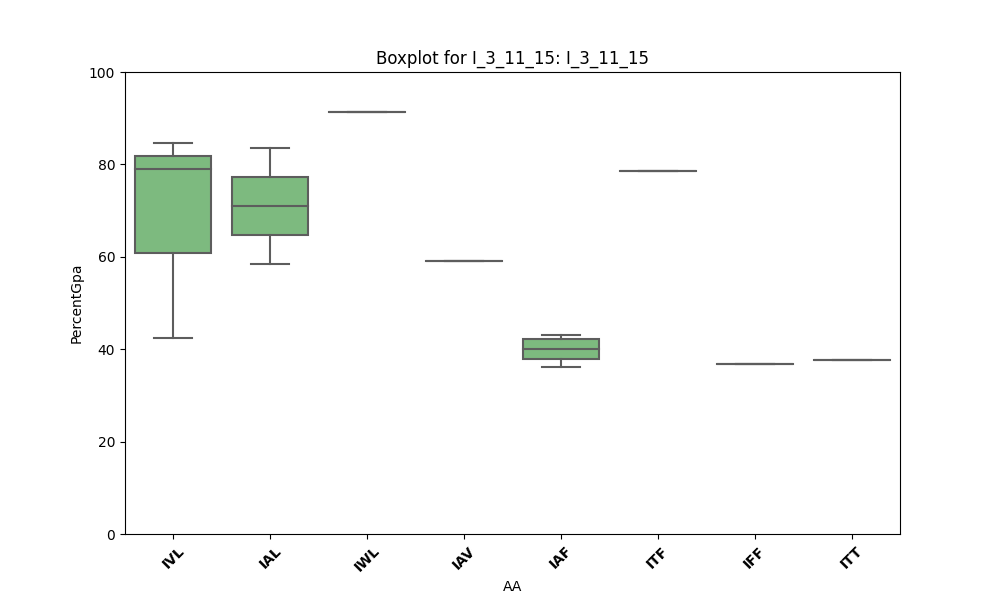 Boxplot for I_3_11_15: I_3_11_15
100
80
60
40
20
0
PercentGpa
IVL
IAL
IWL
IAV
IAF
ITF
IFF
ITT
AA